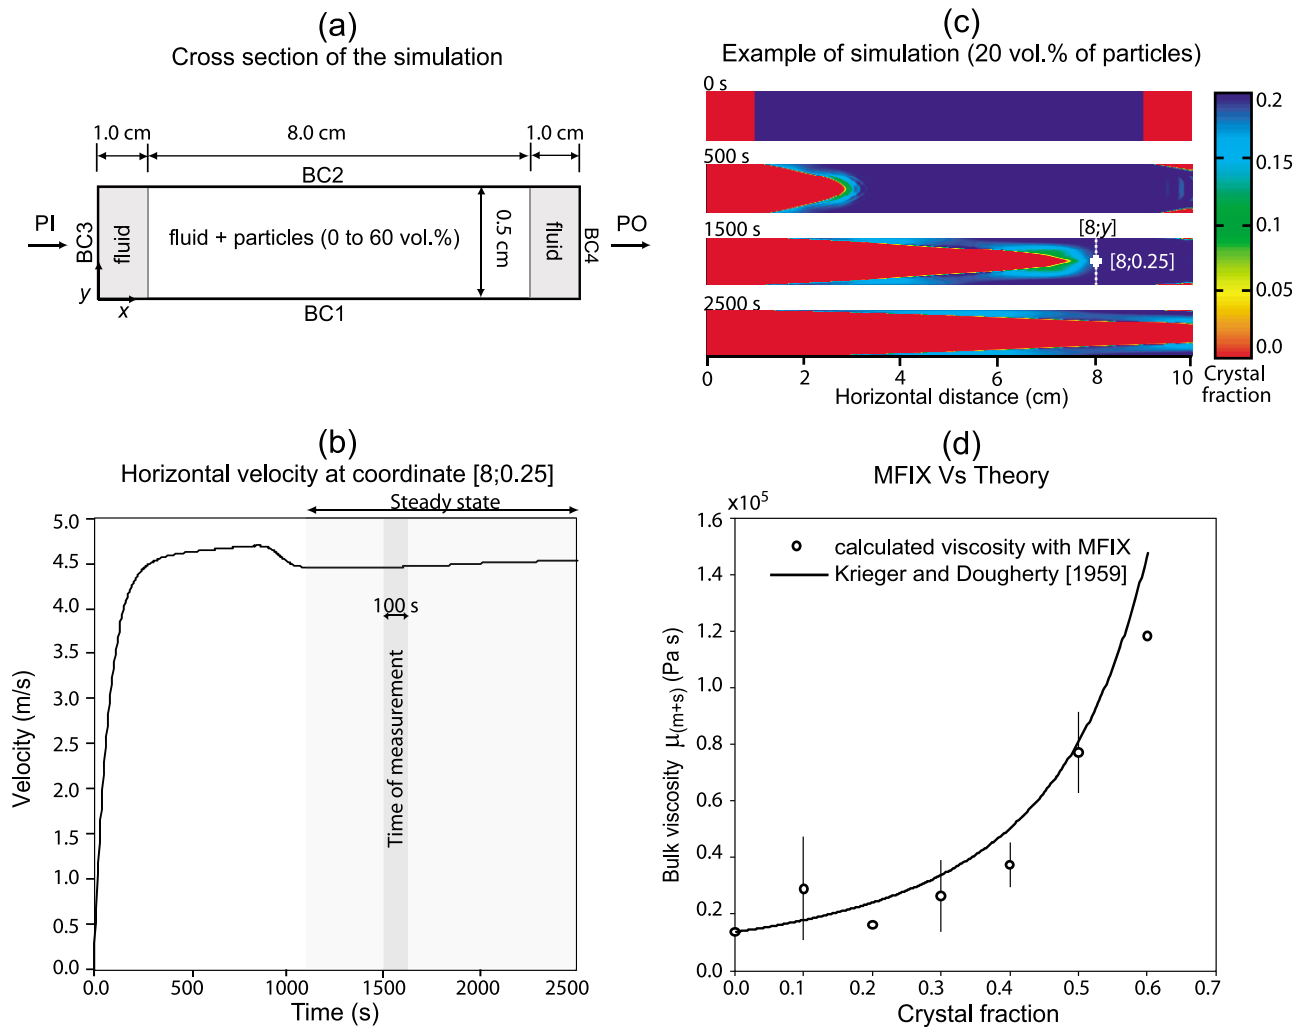 (a)
Cross section of the simulation
1.0 cm
8.0 cm
1.0 cm
BC2
PI
BC3
fluid
fluid + particles (0 to 60 vol.%)
0.5 cm
fluid
BC4
PO
y
x
BC1
(c)
Example of simulation (20 vol.% of particles)
0 s
500 s
1500 s
[8;y]
[8;0.25]
2500 s
0 2 4 6 8 10
Horizontal distance (cm)
0.2
0.15
0.1
0.05
0.0
Crystal
fraction
(b)
Horizontal velocity at coordinate [8;0.25]
Steady state
100 s
Time of measurement
5.0
4.5
4.0
3.5
3.0
2.5
2.0
1.5
1.0
0.5
0.0
Velocity (m/s)
0.0 500 1000 1500 2000 2500
Time (s)
(d)
MFIX Vs Theory
x10⁵
1.6
1.4
1.2
1.0
0.8
0.6
0.4
0.2
0.0
calculated viscosity with MFIX
Krieger and Dougherty [1959]
Bulk viscosity μ(m+s) (Pa s)
0.0 0.1 0.2 0.3 0.4 0.5 0.6 0.7
Crystal fraction